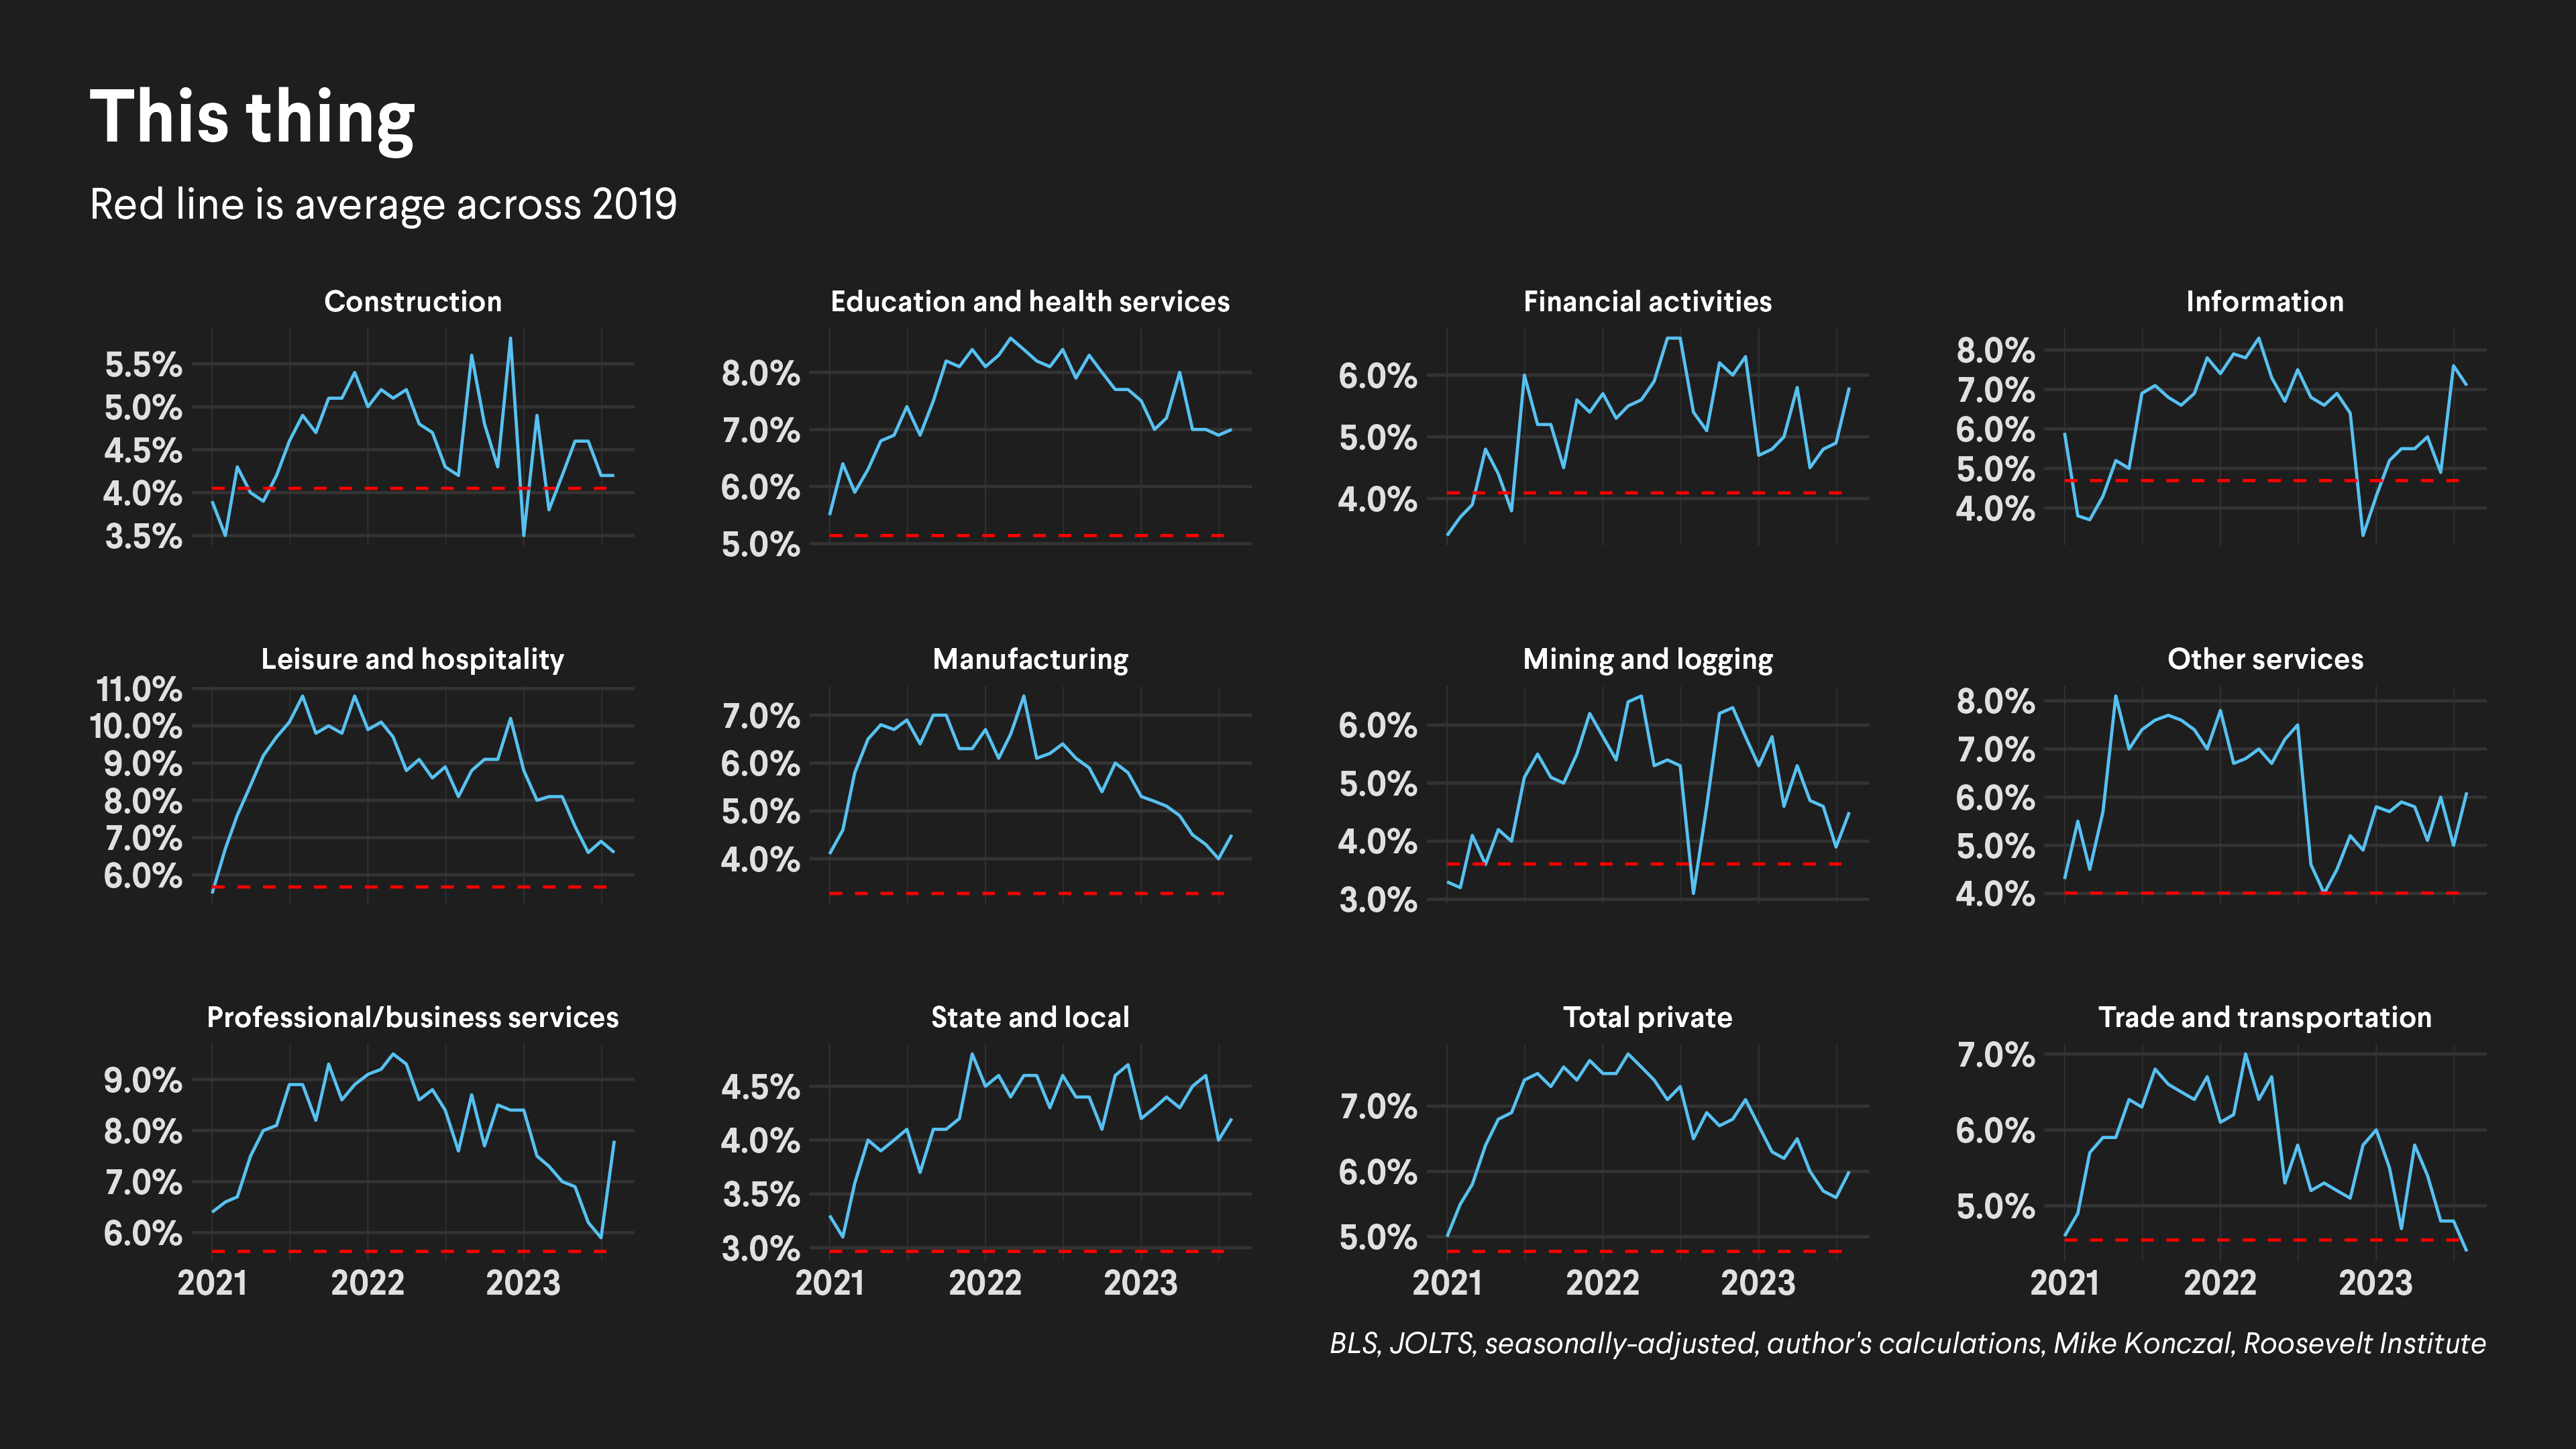 This thing
Red line is average across 2019
Construction
5.5%
5.0%
4.5%
4.0%
3.5%
Education and health services
8.0%
7.0%
6.0%
5.0%
Financial activities
6.0%
5.0%
4.0%
Information
8.0%
7.0%
6.0%
5.0%
4.0%
Leisure and hospitality
11.0%
10.0%
9.0%
8.0%
7.0%
6.0%
Manufacturing
7.0%
6.0%
5.0%
4.0%
Mining and logging
6.0%
5.0%
4.0%
3.0%
Other services
8.0%
7.0%
6.0%
5.0%
4.0%
Professional/business services
9.0%
8.0%
7.0%
6.0%
2021 2022 2023
State and local
4.5%
4.0%
3.5%
3.0%
2021 2022 2023
Total private
7.0%
6.0%
5.0%
2021 2022 2023
Trade and transportation
7.0%
6.0%
5.0%
2021 2022 2023
BLS, JOLTS, seasonally-adjusted, author's calculations, Mike Konczal, Roosevelt Institute